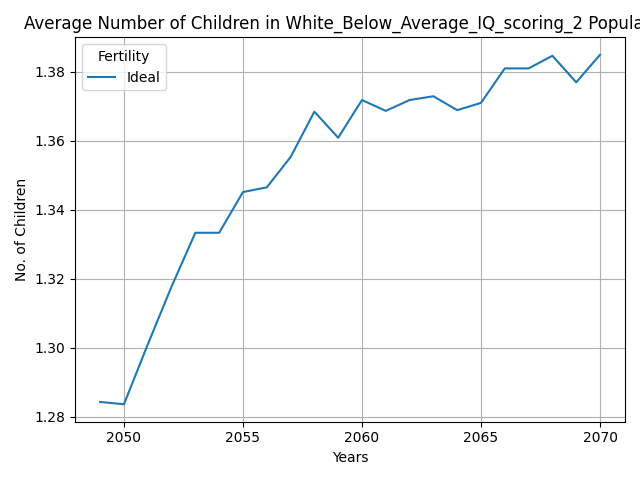 Average Number of Children in White_Below_Average_IQ_scoring_2 Popula
Fertility
Ideal
1.38
1.36
1.34
1.32
1.30
1.28
No. of Children
2050 2055 2060 2065 2070
Years